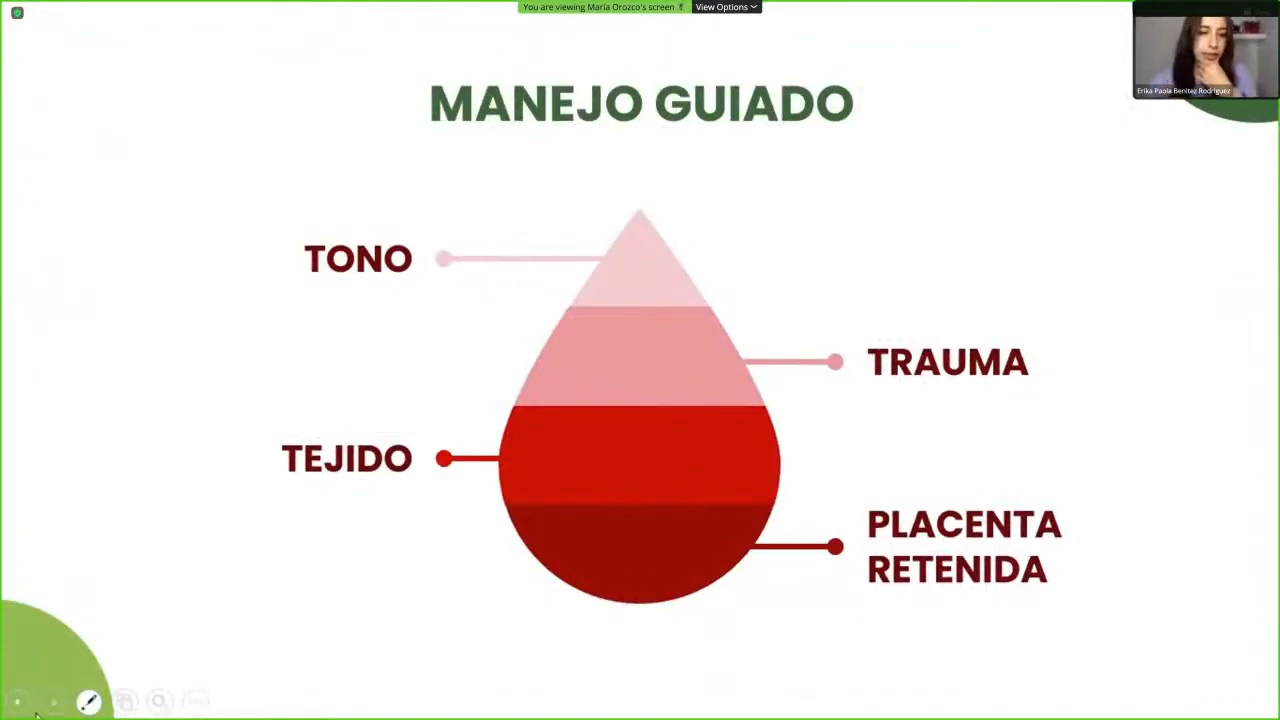 You are viewing María Orozco's screen
View Options
Erika Paola Benitez Rodriguez
MANEJO GUIADO
TONO
TRAUMA
TEJIDO
PLACENTA
RETENIDA